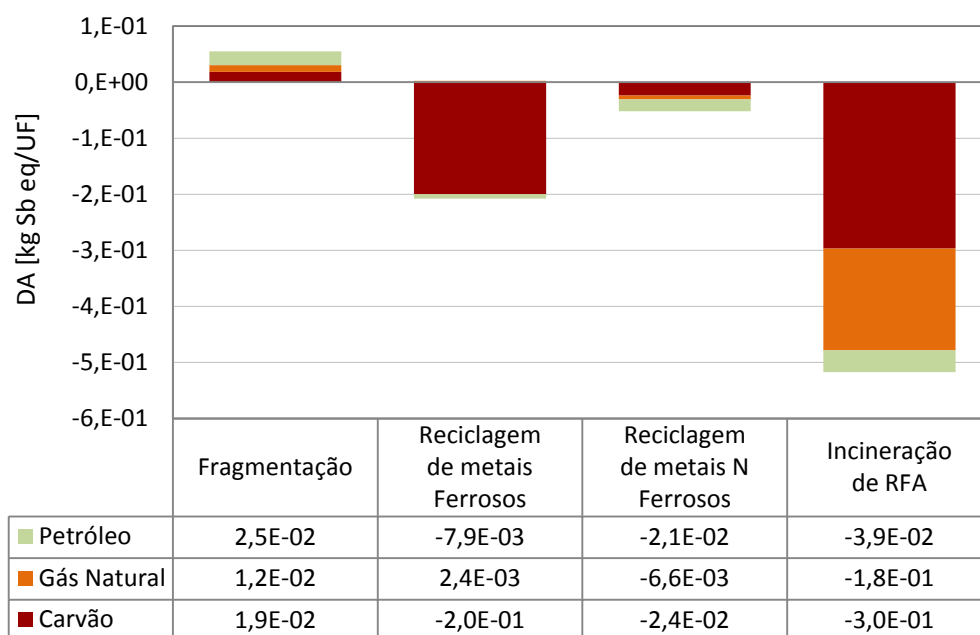 1,E-01
0,E+00
-1,E-01
-2,E-01
-3,E-01
-4,E-01
-5,E-01
-6,E-01
DA [kg Sb eq/UF]
Fragmentação
Reciclagem
de metais
Ferrosos
Reciclagem
de metais N
Ferrosos
Incineração
de RFA
Petróleo 2,5E-02 -7,9E-03 -2,1E-02 -3,9E-02
Gás Natural 1,2E-02 2,4E-03 -6,6E-03 -1,8E-01
Carvão 1,9E-02 -2,0E-01 -2,4E-02 -3,0E-01